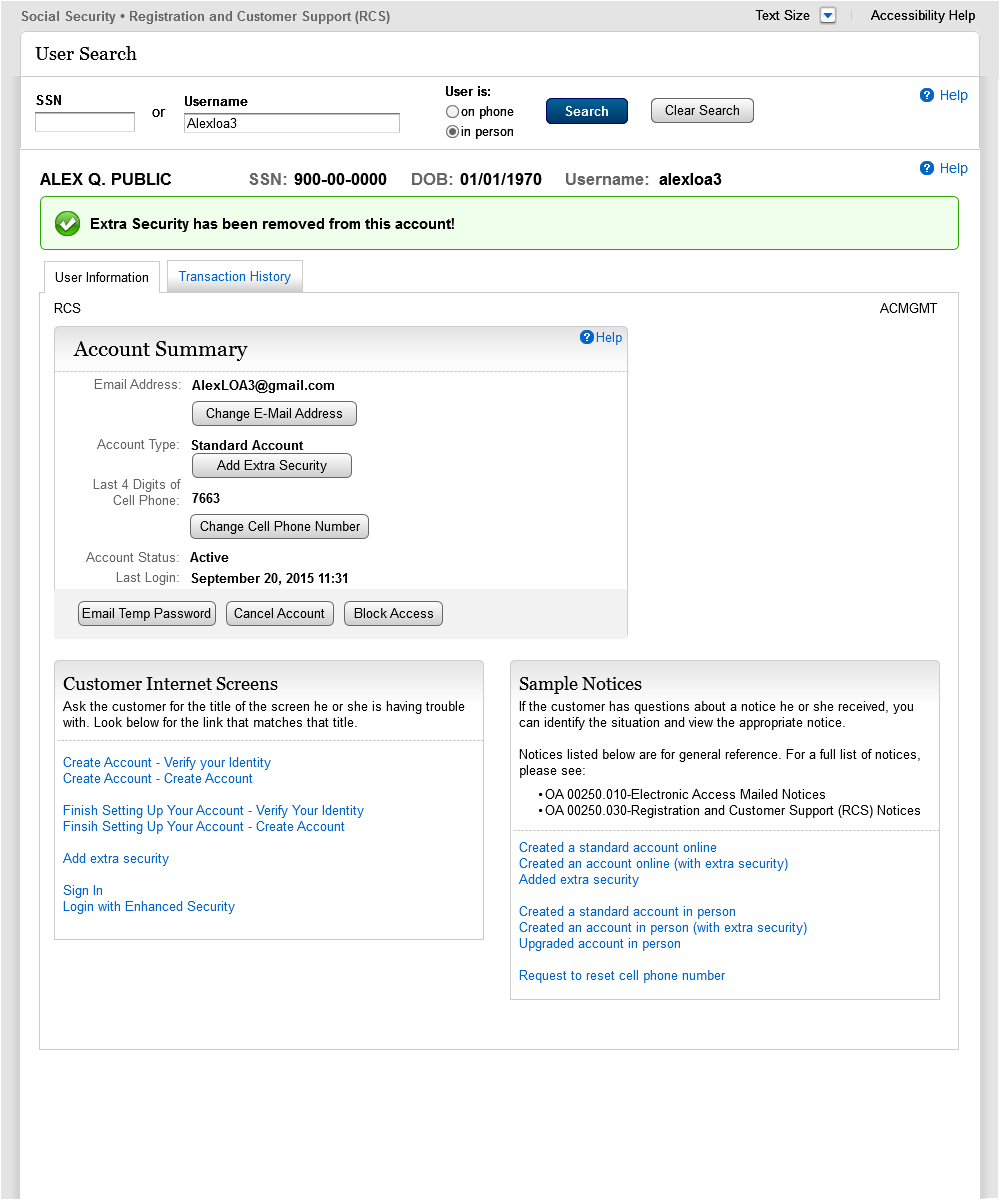 Social Security • Registration and Customer Support (RCS)
Text Size
Accessibility Help
User Search
SSN
or
Username
Alexloa3
User is:
on phone
in person
Search
Clear Search
? Help
ALEX Q. PUBLIC
SSN: 900-00-0000
DOB: 01/01/1970
Username: alexloa3
? Help
Extra Security has been removed from this account!
User Information
Transaction History
RCS
ACMGMT
Account Summary
? Help
Email Address: AlexLOA3@gmail.com
Change E-Mail Address
Account Type: Standard Account
Add Extra Security
Last 4 Digits of
Cell Phone: 7663
Change Cell Phone Number
Account Status: Active
Last Login: September 20, 2015 11:31
Email Temp Password
Cancel Account
Block Access
Customer Internet Screens
Ask the customer for the title of the screen he or she is having trouble
with. Look below for the link that matches that title.
Create Account - Verify your Identity
Create Account - Create Account
Finish Setting Up Your Account - Verify Your Identity
Finsih Setting Up Your Account - Create Account
Add extra security
Sign In
Login with Enhanced Security
Sample Notices
If the customer has questions about a notice he or she received, you
can identify the situation and view the appropriate notice.
Notices listed below are for general reference. For a full list of notices,
please see:
• OA 00250.010-Electronic Access Mailed Notices
• OA 00250.030-Registration and Customer Support (RCS) Notices
Created a standard account online
Created an account online (with extra security)
Added extra security
Created a standard account in person
Created an account in person (with extra security)
Upgraded account in person
Request to reset cell phone number